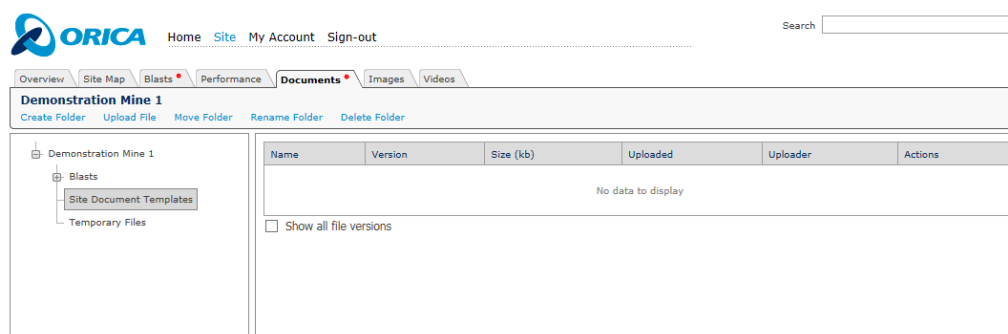 ORICA Home Site My Account Sign-out Search
Overview Site Map Blasts Performance Documents Images Videos
Demonstration Mine 1
Create Folder Upload File Move Folder Rename Folder Delete Folder
Demonstration Mine 1
Blasts
Site Document Templates
Temporary Files
Name Version Size (kb) Uploaded Uploader Actions
No data to display
Show all file versions